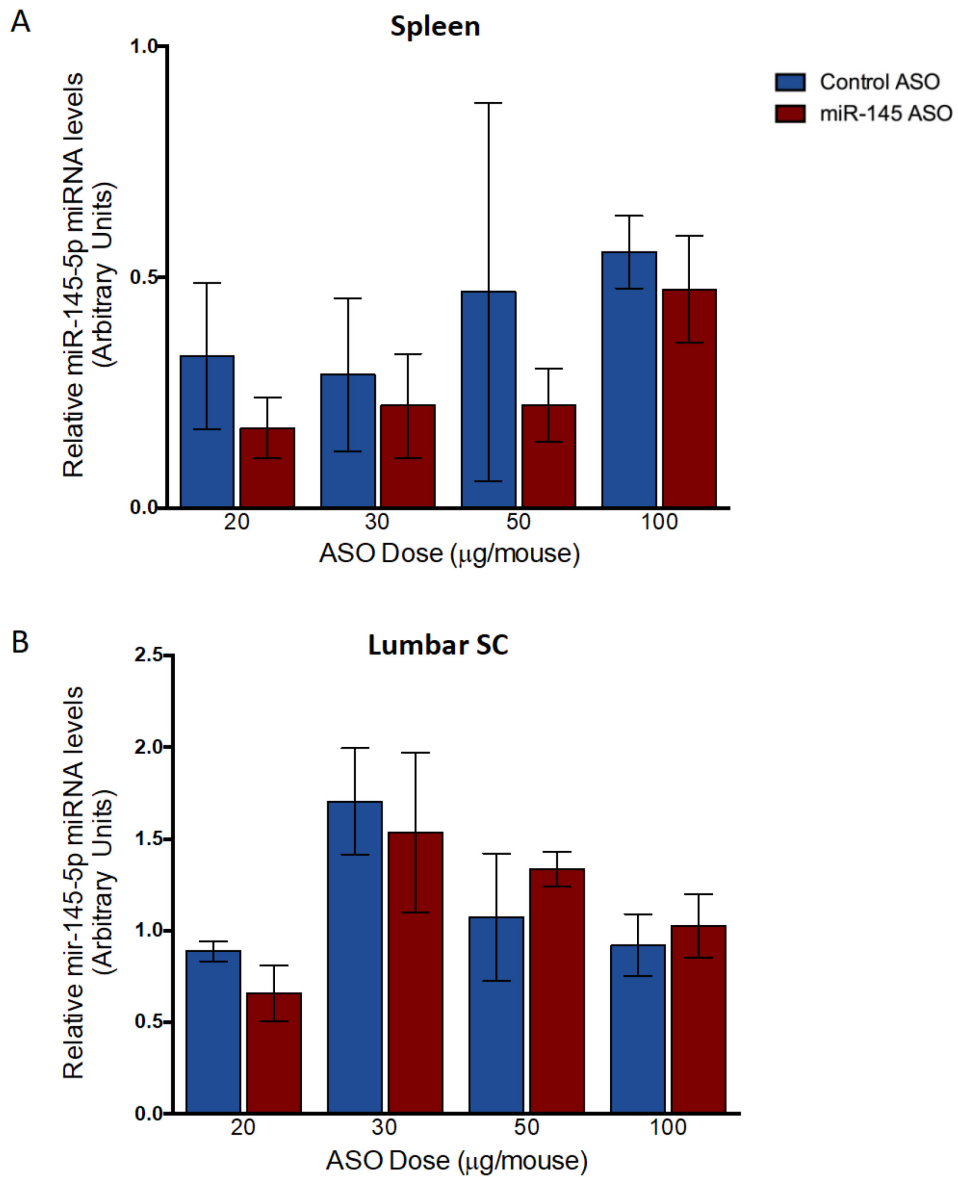 A
Spleen
1.0
0.5
0.0
Relative miR-145-5p miRNA levels
(Arbitrary Units)
Control ASO
miR-145 ASO
20 30 50 100
ASO Dose (μg/mouse)
B
Lumbar SC
2.5
2.0
1.5
1.0
0.5
0.0
Relative mir-145-5p miRNA levels
(Arbitrary Units)
20 30 50 100
ASO Dose (μg/mouse)